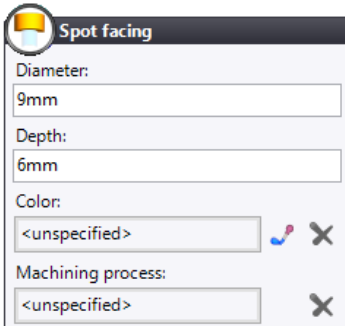 Spot facing
Diameter:
9mm
Depth:
6mm
Color:
<unspecified>
Machining process:
<unspecified>